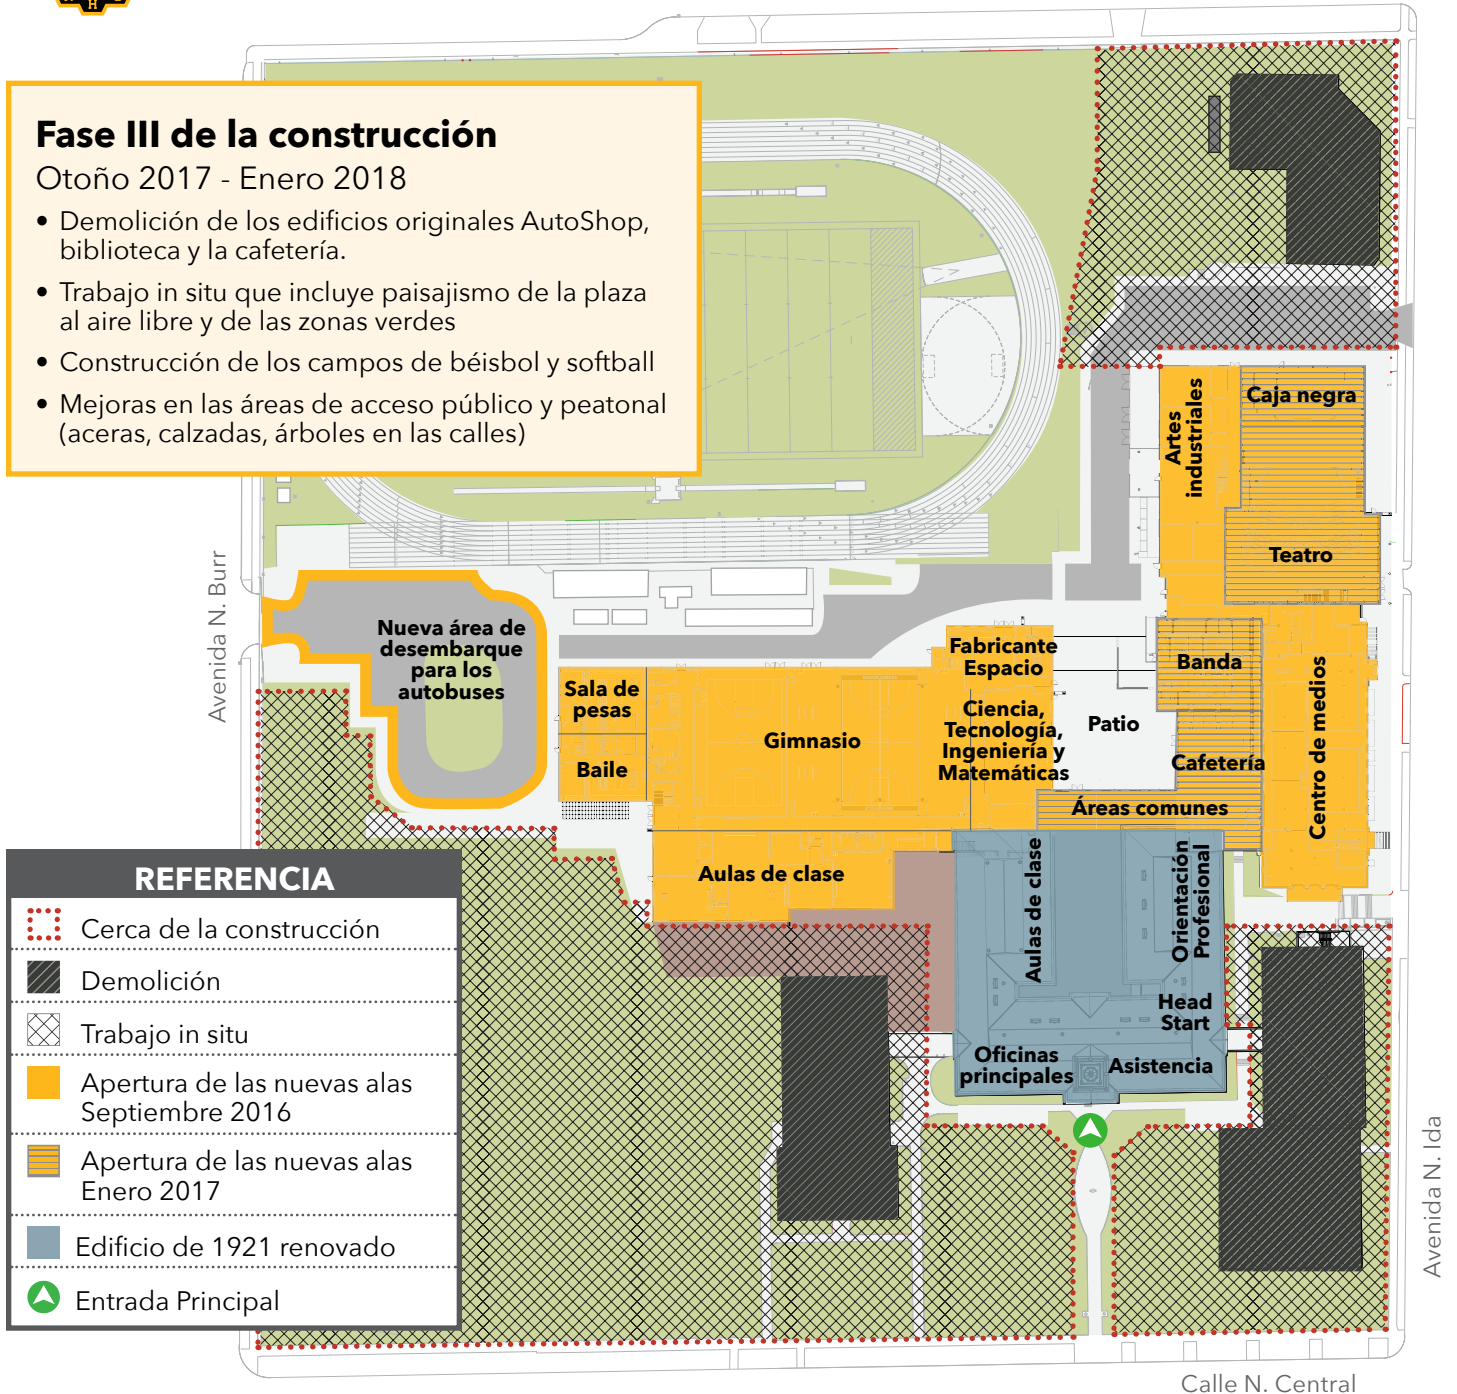 H
Fase III de la construcción
Otoño 2017 - Enero 2018
• Demolición de los edificios originales AutoShop,
biblioteca y la cafetería.
• Trabajo in situ que incluye paisajismo de la plaza
al aire libre y de las zonas verdes
• Construcción de los campos de béisbol y softball
• Mejoras en las áreas de acceso público y peatonal
(aceras, calzadas, árboles en las calles)
Artes
industriales
Caja negra
Teatro
Avenida N. Burr
Nueva área de
desembarque
para los
autobuses
Sala de
pesas
Baile
Gimnasio
Fabricante
Espacio
Ciencia,
Tecnología,
Ingeniería y
Matemáticas
Patio
Banda
Cafetería
Centro de medios
Áreas comunes
Aulas de clase
Aulas de clase
Orientación
Profesional
Head
Start
Oficinas
principales
Asistencia
REFERENCIA
Cerca de la construcción
Demolición
Trabajo in situ
Apertura de las nuevas alas
Septiembre 2016
Apertura de las nuevas alas
Enero 2017
Edificio de 1921 renovado
Entrada Principal
Avenida N. Ida
Calle N. Central